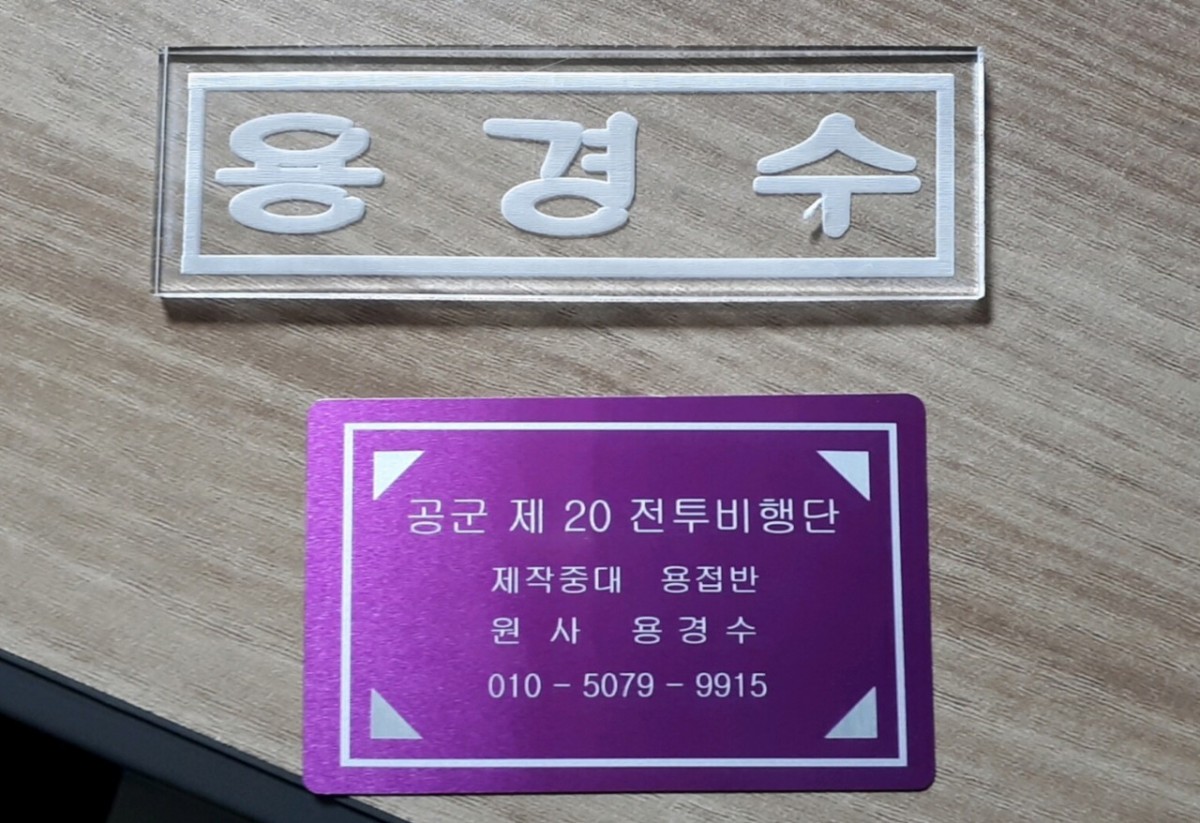 용경수
공군 제 20 전투비행단
제작중대 용접반
원 사 용 경 수
010 - 5079 - 9915